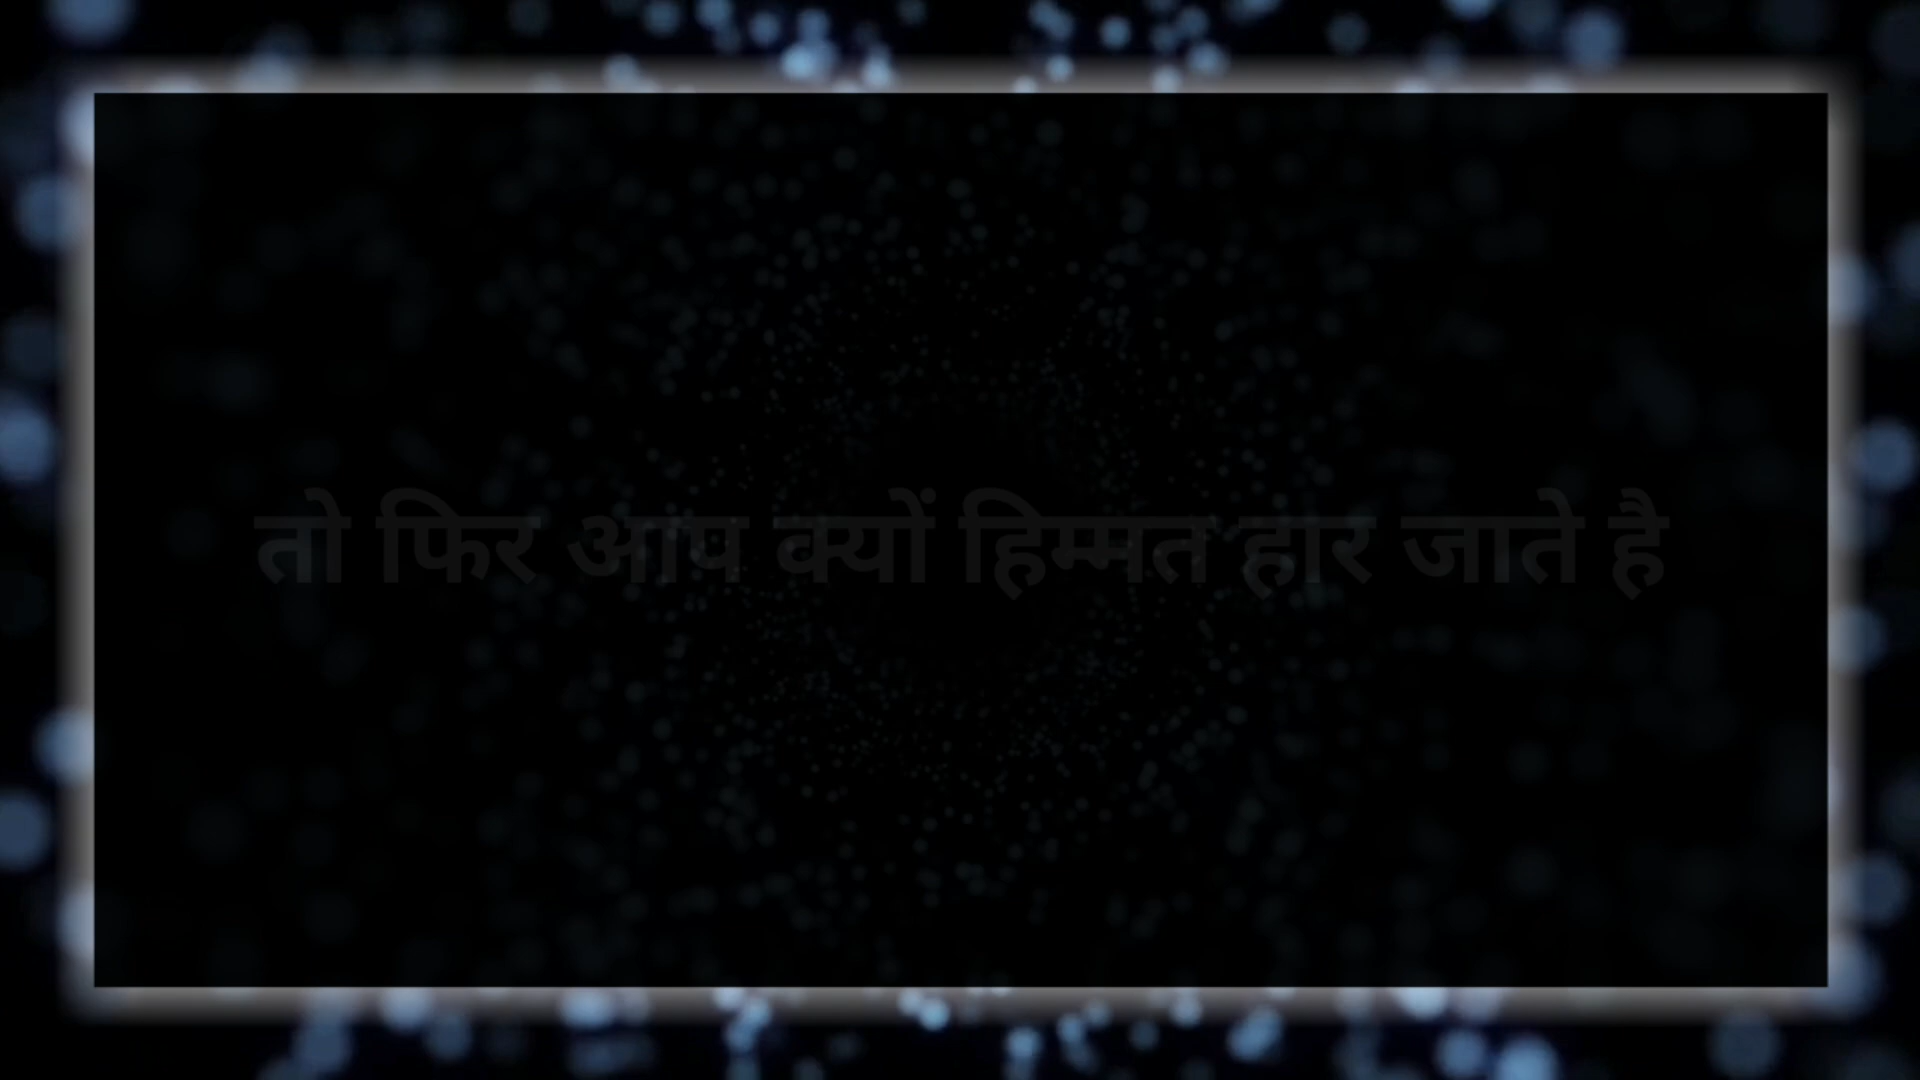 तो फिर आप क्यों हिम्मत हार जाते है